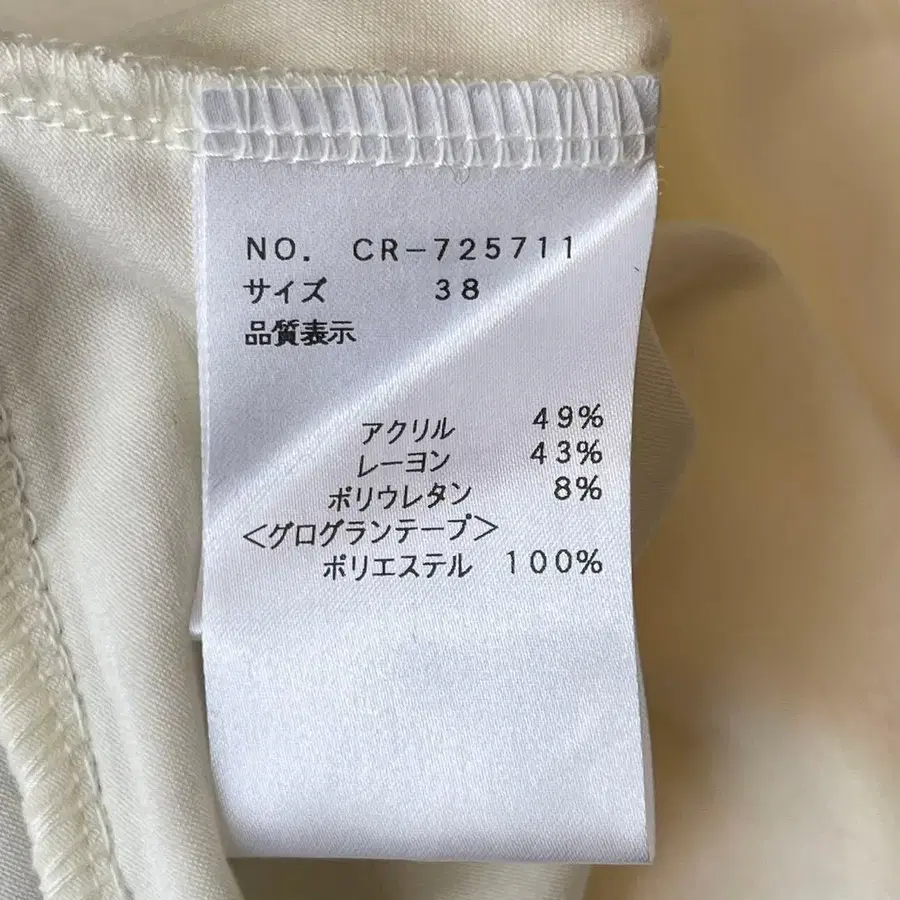 NO. CR-725711
サイズ 38
品質表示
アクリル 49%
レーヨン 43%
ポリウレタン 8%
<グログランテープ>
ポリエステル 100%